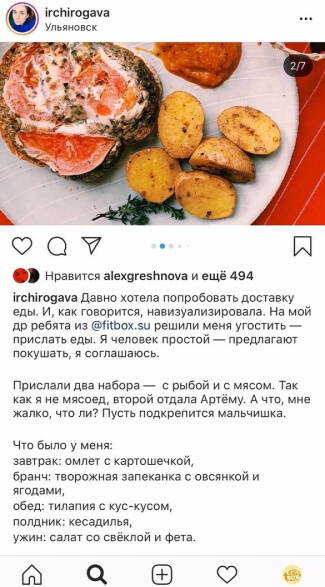 irchirogava
Ульяновск
2/7
Нравится alexgreshnova и ещё 494
irchirogava Давно хотела попробовать доставку
еды. И, как говорится, навизуализировала. На мой
др ребята из @fitbox.su решили меня угостить —
прислать еды. Я человек простой — предлагают
покушать, я соглашаюсь.
Прислали два набора — с рыбой и с мясом. Так
как я не мясоед, второй отдала Артёму. А что, мне
жалко, что ли? Пусть подкрепится мальчишка.
Что было у меня:
завтрак: омлет с картошечкой,
бранч: творожная запеканка с овсянкой и
ягодами,
обед: тилапия с кус-кусом,
полдник: кесадилья,
ужин: салат со свёклой и фета.